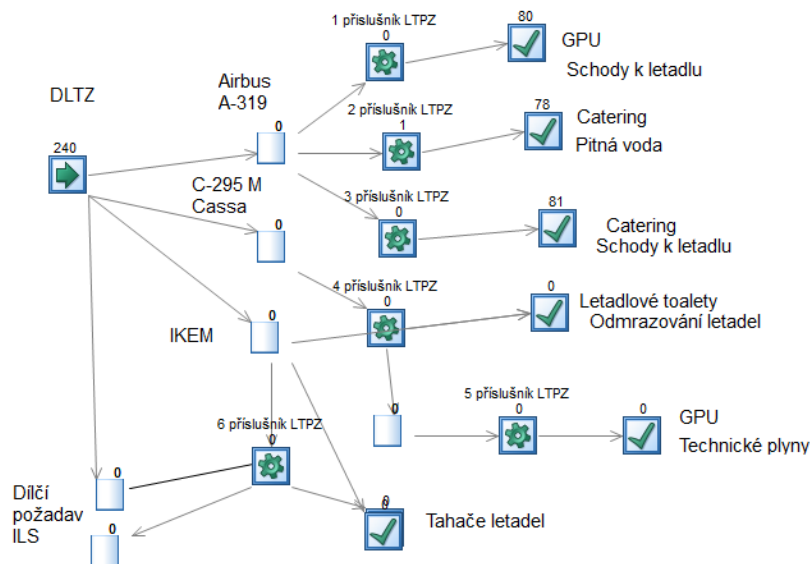 1 příslušník LTPZ
0
80
GPU
Schody k letadlu
DLTZ
240
Airbus
A-319
0
2 příslušník LTPZ
1
78
Catering
Pitná voda
C-295 M
Cassa
0
3 příslušník LTPZ
0
81
Catering
Schody k letadlu
IKEM
0
4 příslušník LTPZ
0
0
Letadlové toalety
Odmrazování letadel
0
5 příslušník LTPZ
0
0
GPU
Technické plyny
6 příslušník LTPZ
0
Dílčí
požadav
ILS
0
0
Tahače letadel